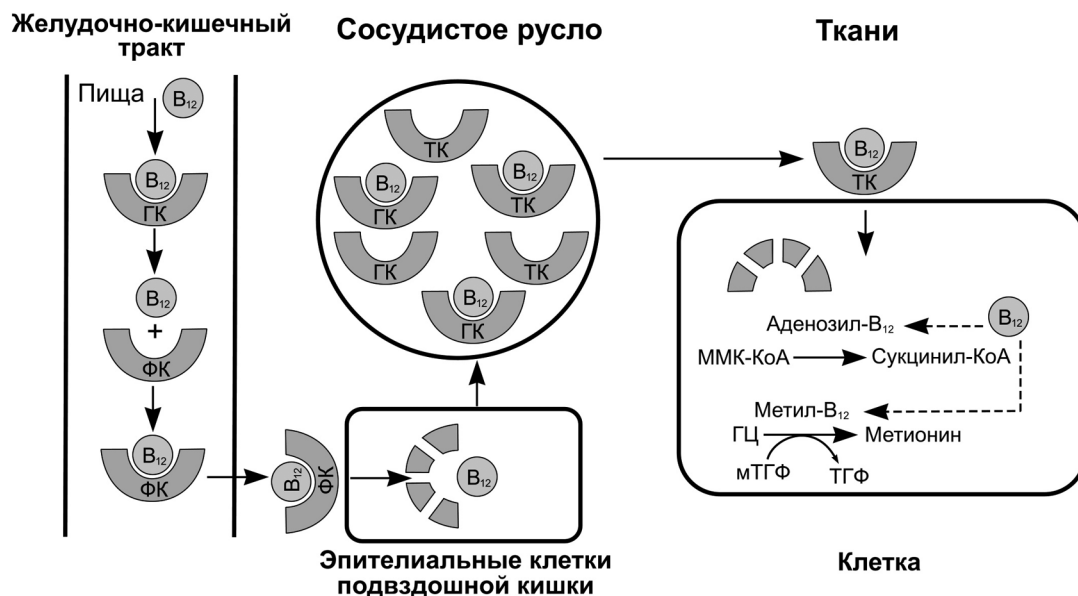 Желудочно-кишечный
тракт
Пища
B12
B12
ГК
B12
+
ФК
B12
ФК
B12
ФК
B12
Эпителиальные клетки
подвздошной кишки
Сосудистое русло
ТК
B12
ГК
B12
ТК
ГК
ТК
B12
ГК
Ткани
B12
ТК
B12
Аденозил-B12
ММК-КоА
Сукцинил-КоА
Метил-B12
ГЦ
Метионин
мТГФ
ТГФ
Клетка